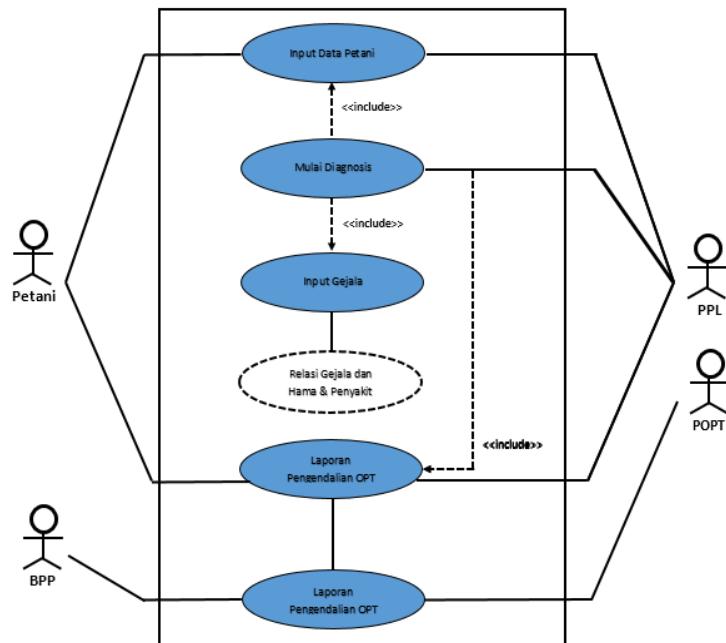 Input Data Petani
<<include>>
Mulai Diagnosis
<<include>>
Input Gejala
Petani
PPL
Relasi Gejala dan
Hama & Penyakit
POPT
<<include>>
Laporan
Pengendalian OPT
BPP
Laporan
Pengendalian OPT